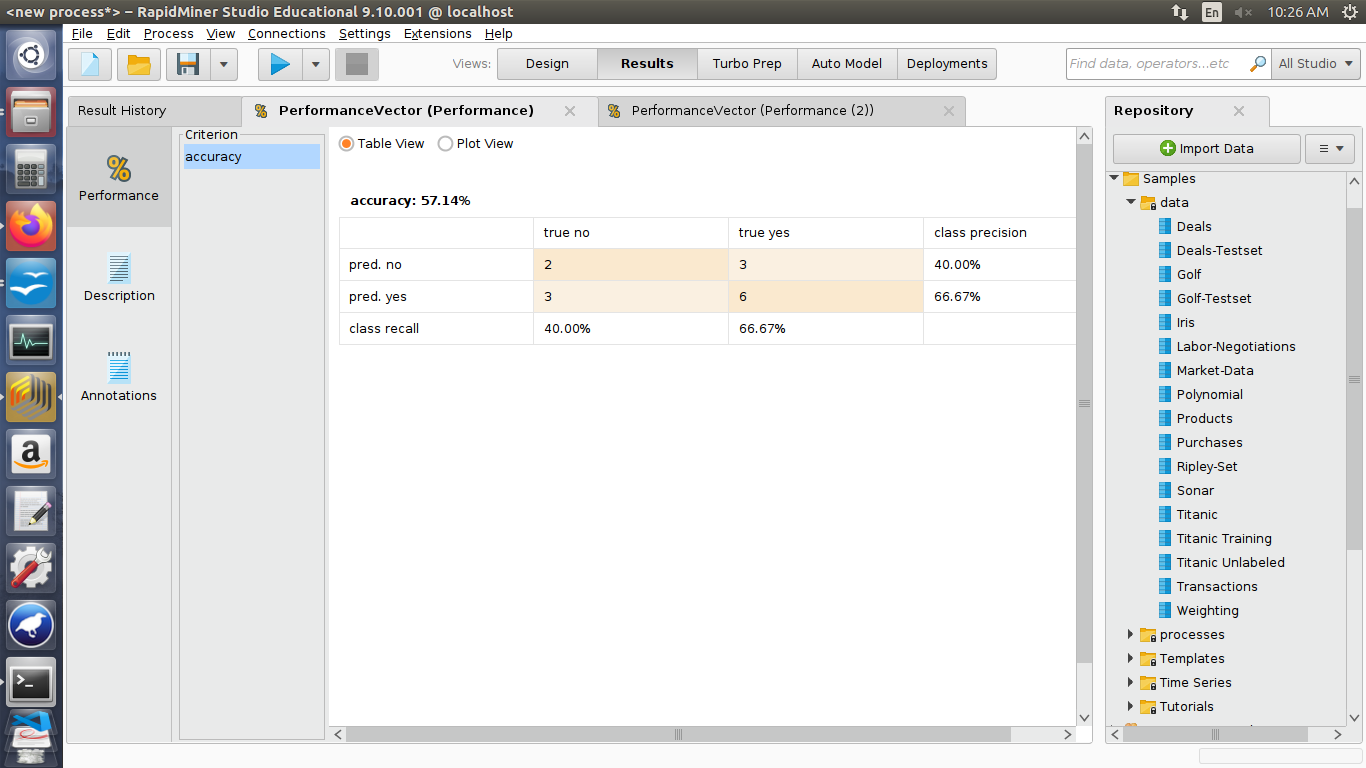 <new process*> – RapidMiner Studio Educational 9.10.001 @ localhost
En
10:26 AM
File Edit Process View Connections Settings Extensions Help
Views: Design Results Turbo Prep Auto Model Deployments
Find data, operators...etc
All Studio
Result History
PerformanceVector (Performance)
PerformanceVector (Performance (2))
Repository
Performance
Description
Annotations
Criterion
accuracy
Table View Plot View
accuracy: 57.14%
true no true yes class precision
pred. no 2 3 40.00%
pred. yes 3 6 66.67%
class recall 40.00% 66.67%
Import Data
Samples
data
Deals
Deals-Testset
Golf
Golf-Testset
Iris
Labor-Negotiations
Market-Data
Polynomial
Products
Purchases
Ripley-Set
Sonar
Titanic
Titanic Training
Titanic Unlabeled
Transactions
Weighting
processes
Templates
Time Series
Tutorials